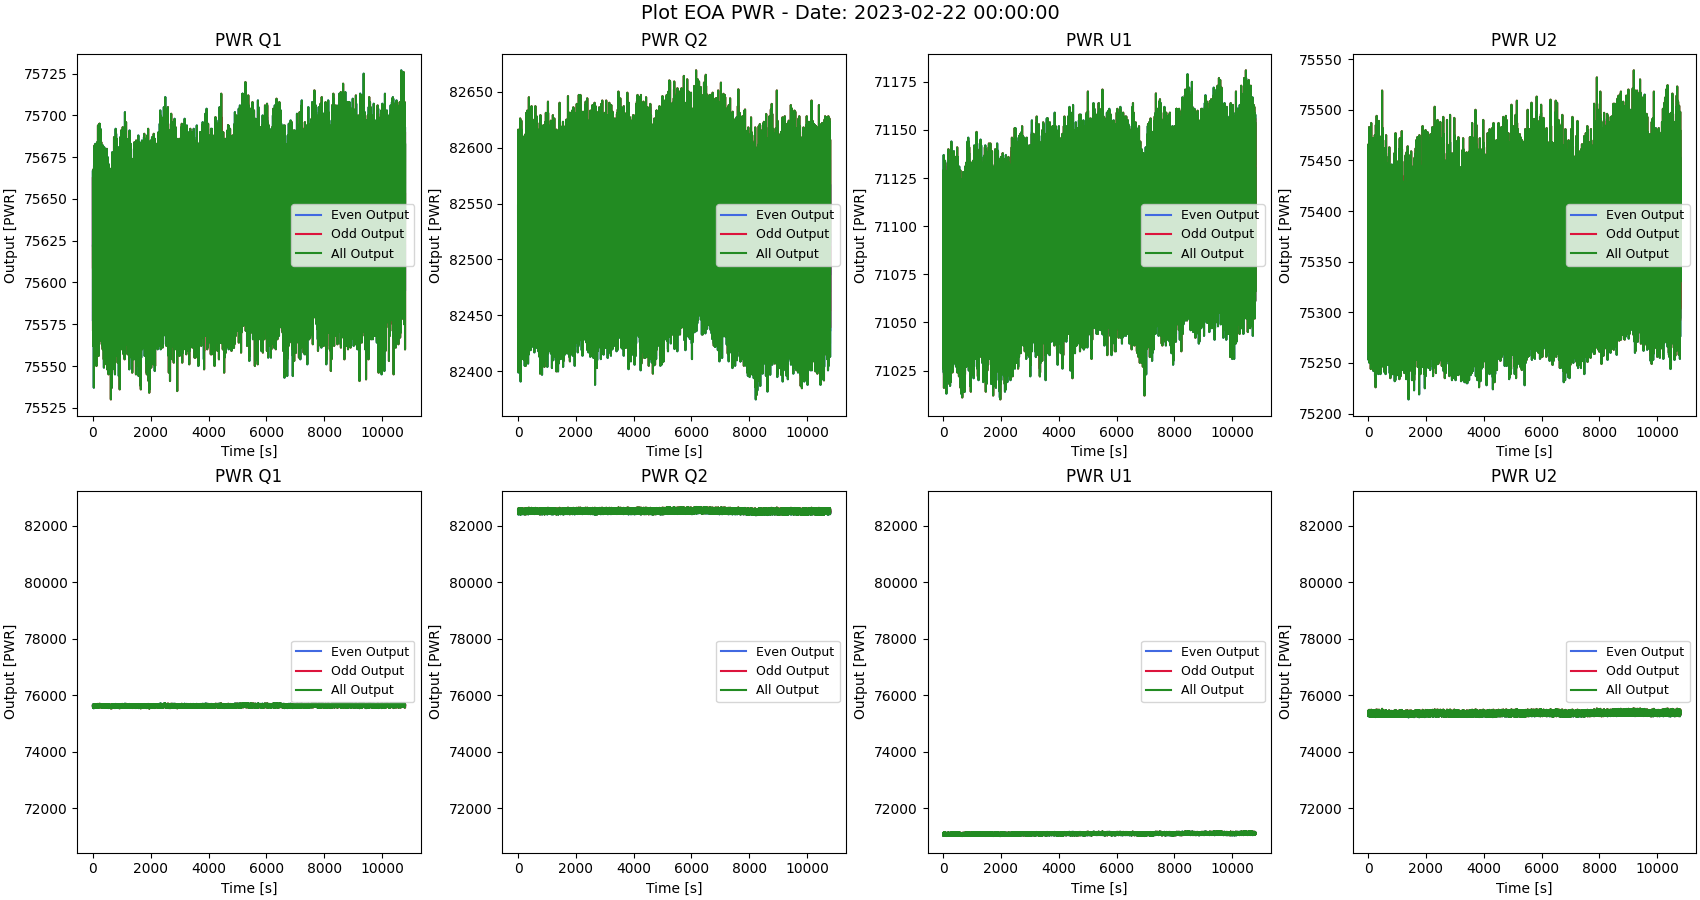 Plot EOA PWR - Date: 2023-02-22 00:00:00
PWR Q1
PWR Q2
PWR U1
PWR U2
Output [PWR]
75725
75700
75675
75650
75625
75600
75575
75550
75525
0 2000 4000 6000 8000 10000
Time [s]
Even Output
Odd Output
All Output
Output [PWR]
82650
82600
82550
82500
82450
82400
0 2000 4000 6000 8000 10000
Time [s]
Even Output
Odd Output
All Output
Output [PWR]
71175
71150
71125
71100
71075
71050
71025
0 2000 4000 6000 8000 10000
Time [s]
Even Output
Odd Output
All Output
Output [PWR]
75550
75500
75450
75400
75350
75300
75250
75200
0 2000 4000 6000 8000 10000
Time [s]
Even Output
Odd Output
All Output
PWR Q1
PWR Q2
PWR U1
PWR U2
Output [PWR]
82000
80000
78000
76000
74000
72000
0 2000 4000 6000 8000 10000
Time [s]
Even Output
Odd Output
All Output
Output [PWR]
82000
80000
78000
76000
74000
72000
0 2000 4000 6000 8000 10000
Time [s]
Even Output
Odd Output
All Output
Output [PWR]
82000
80000
78000
76000
74000
72000
0 2000 4000 6000 8000 10000
Time [s]
Even Output
Odd Output
All Output
Output [PWR]
82000
80000
78000
76000
74000
72000
0 2000 4000 6000 8000 10000
Time [s]
Even Output
Odd Output
All Output